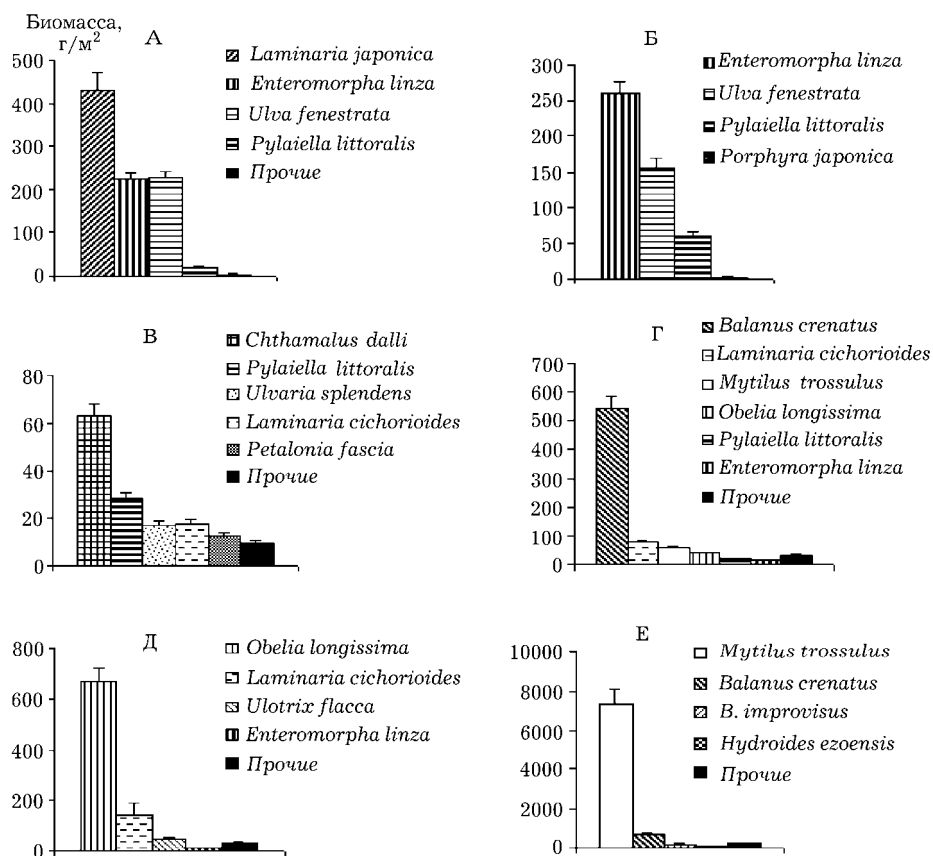 Биомасса,
г/м²
А
500
400
300
200
100
0
Laminaria japonica
Enteromorpha linza
Ulva fenestrata
Pylaiella littoralis
Прочие
Б
300
250
200
150
100
50
0
Enteromorpha linza
Ulva fenestrata
Pylaiella littoralis
Porphyra japonica
В
80
60
40
20
0
Chthamalus dalli
Pylaiella littoralis
Ulvaria splendens
Laminaria cichorioides
Petalonia fascia
Прочие
Г
700
600
500
400
300
200
100
0
Balanus crenatus
Laminaria cichorioides
Mytilus trossulus
Obelia longissima
Pylaiella littoralis
Enteromorpha linza
Прочие
Д
800
600
400
200
0
Obelia longissima
Laminaria cichorioides
Ulotrix flacca
Enteromorpha linza
Прочие
Е
10000
8000
6000
4000
2000
0
Mytilus trossulus
Balanus crenatus
B. improvisus
Hydroides ezoensis
Прочие